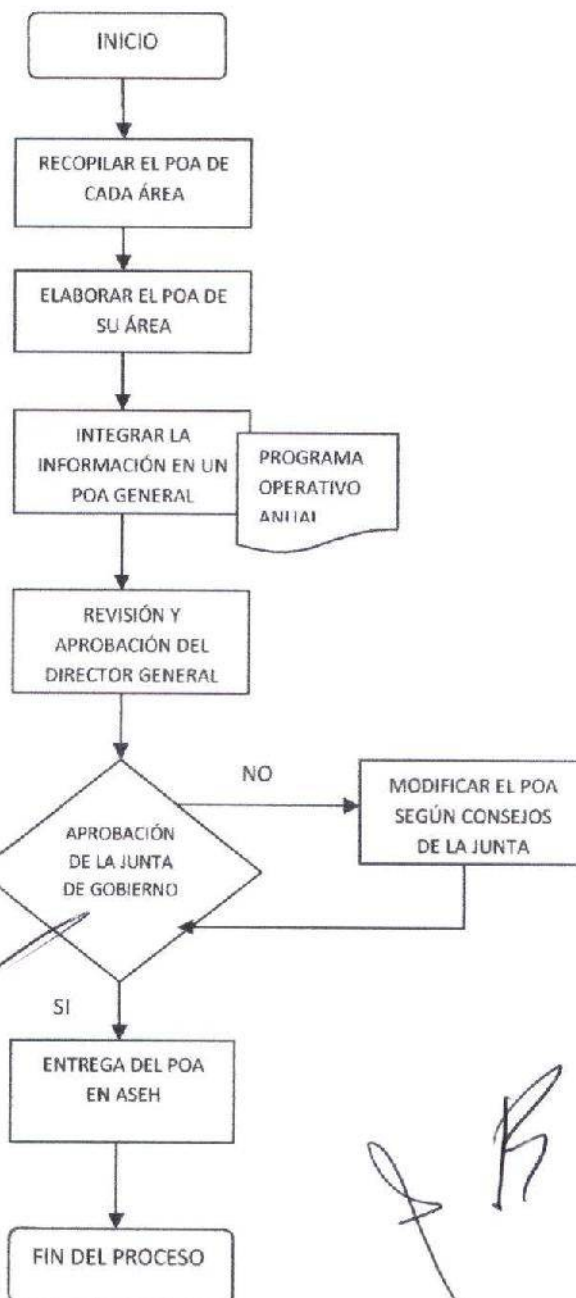 INICIO
RECOPILAR EL POA DE
CADA ÁREA
ELABORAR EL POA DE
SU ÁREA
INTEGRAR LA
INFORMACIÓN EN UN
POA GENERAL
PROGRAMA
OPERATIVO
ANUAL
REVISIÓN Y
APROBACIÓN DEL
DIRECTOR GENERAL
APROBACIÓN
DE LA JUNTA
DE GOBIERNO
NO
MODIFICAR EL POA
SEGÚN CONSEJOS
DE LA JUNTA
SI
ENTREGA DEL POA
EN ASEH
FIN DEL PROCESO